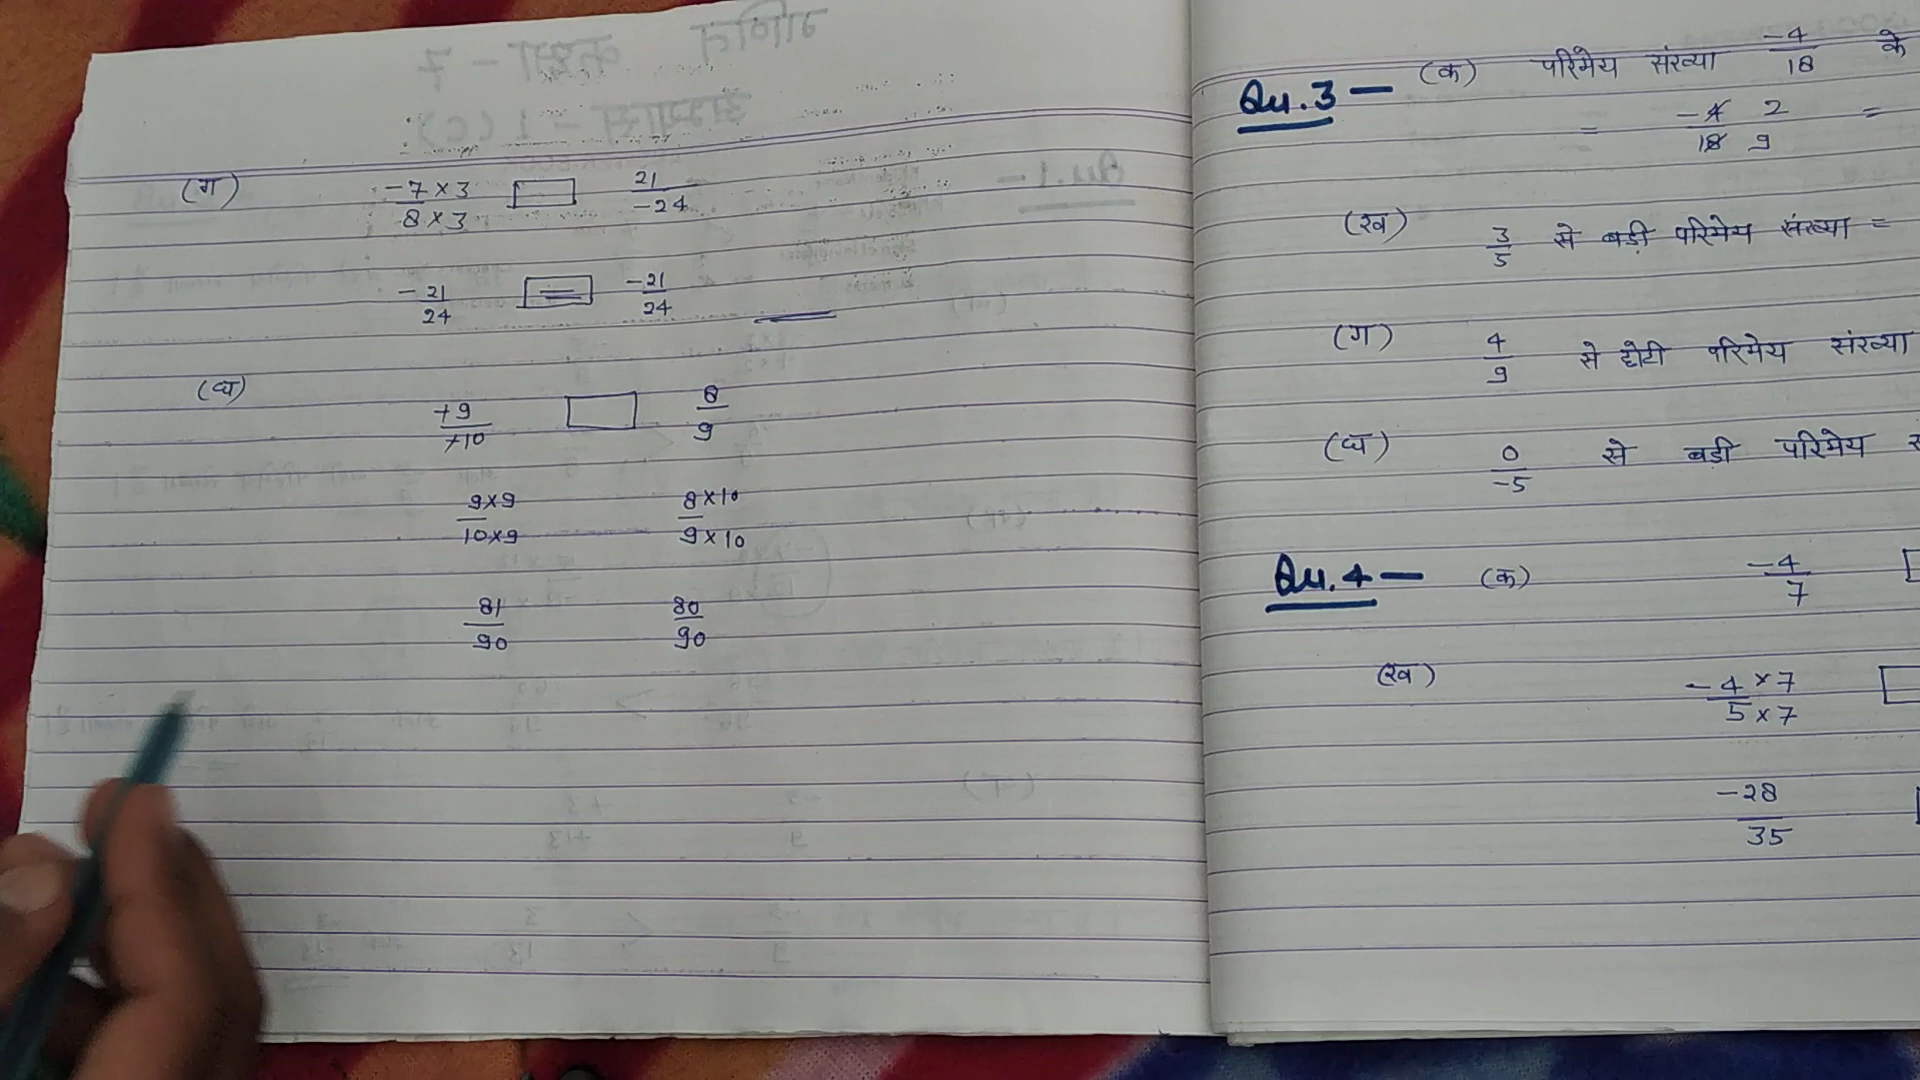 (ग) -7 × 3 / 8 × 3 □ 21 / -24
-21 / 24 = -21 / 24
(घ) +9 / +10 □ 8 / 9
9×9 / 10×9 8×10 / 9×10
81 / 90 80 / 90
Qu.3 — (क) परिमेय संख्या -4 / 18 के
= -4 2 / 18 9 =
(ख) 3 / 5 से बड़ी परिमेय संख्या =
(ग) 4 / 9 से छोटी परिमेय संख्या
(घ) 0 / -5 से बड़ी परिमेय
Qu.4 — (क) -4 / 7
(ख) -4 × 7 / 5 × 7
-28 / 35